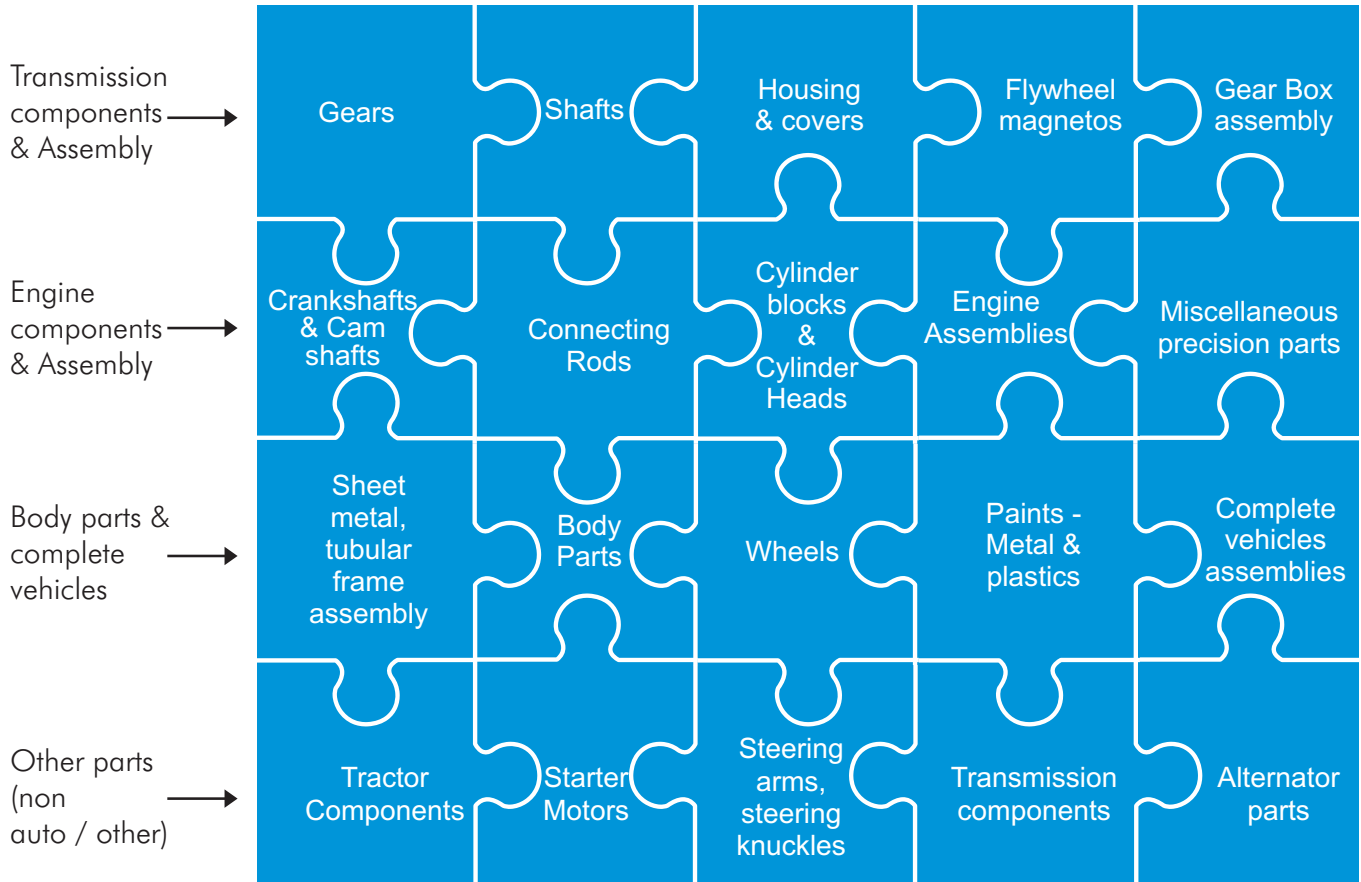 Transmission
components
& Assembly
Gears
Shafts
Housing
& covers
Flywheel
magnetos
Gear Box
assembly
Engine
components
& Assembly
Crankshafts
& Cam
shafts
Connecting
Rods
Cylinder
blocks
&
Cylinder
Heads
Engine
Assemblies
Miscellaneous
precision parts
Body parts &
complete
vehicles
Sheet
metal,
tubular
frame
assembly
Body
Parts
Wheels
Paints -
Metal &
plastics
Complete
vehicles
assemblies
Other parts
(non
auto / other)
Tractor
Components
Starter
Motors
Steering
arms,
steering
knuckles
Transmission
components
Alternator
parts